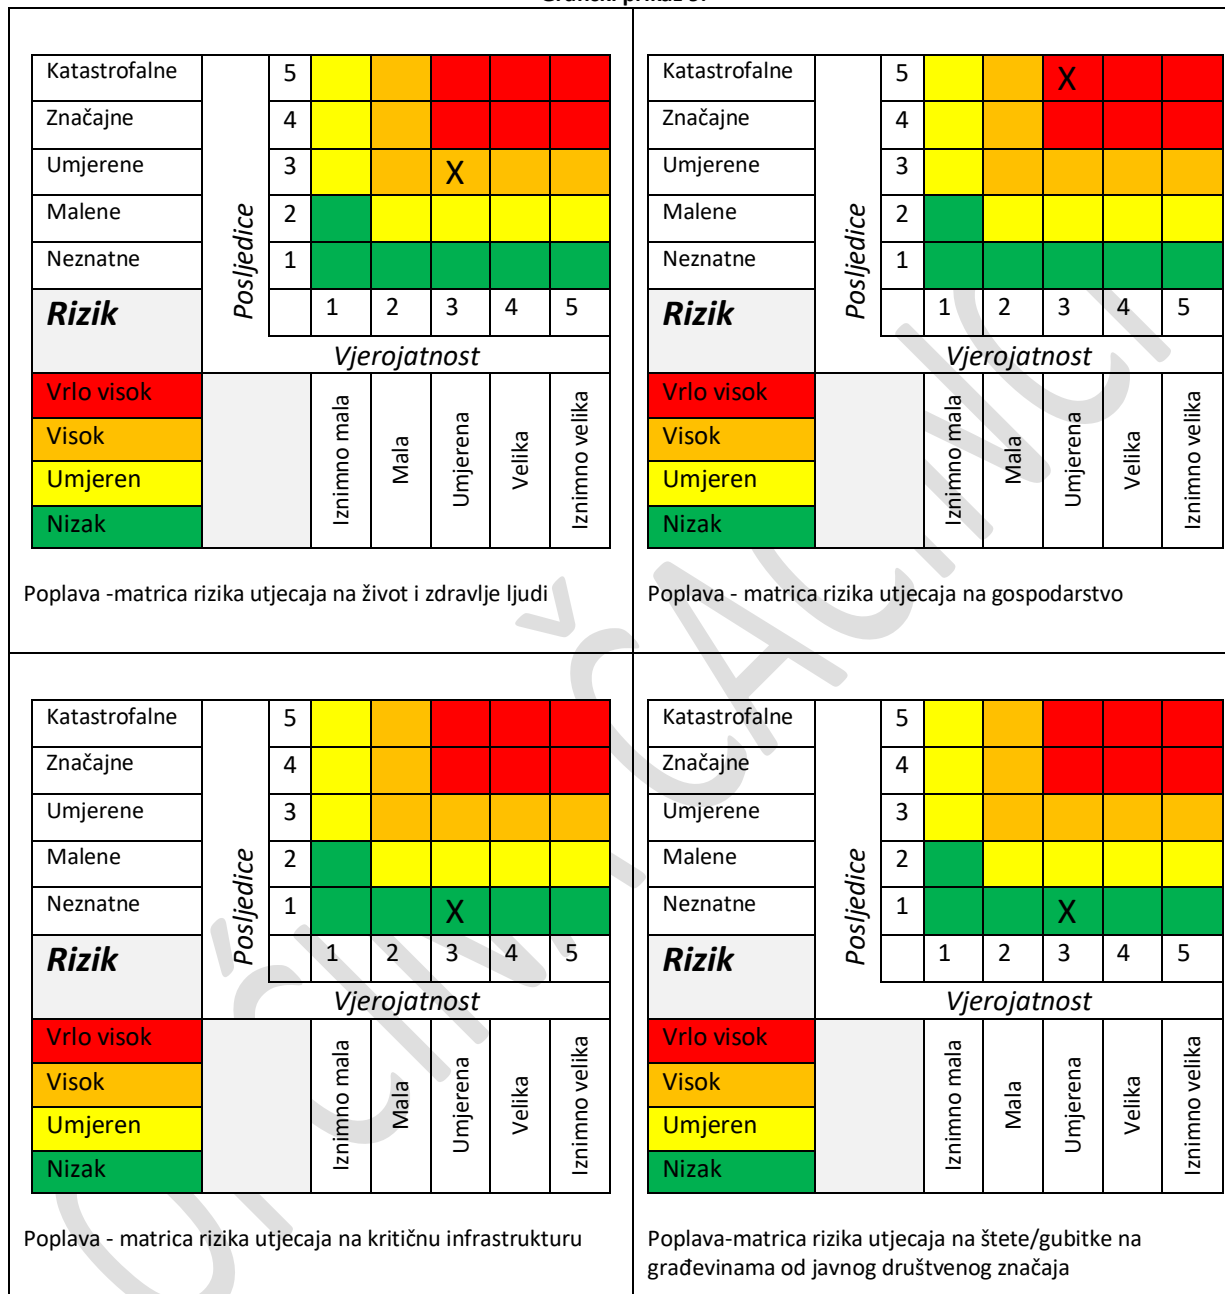 Katastrofalne 5
Značajne 4
Umjerene 3 X
Malene 2
Neznatne 1
Posljedice
Rizik 1 2 3 4 5
Vjerojatnost
Vrlo visok
Visok
Umjeren
Nizak
Iznimno mala
Mala
Umjerena
Velika
Iznimno velika
Poplava -matrica rizika utjecaja na život i zdravlje ljudi
Katastrofalne 5 X
Značajne 4
Umjerene 3
Malene 2
Neznatne 1
Posljedice
Rizik 1 2 3 4 5
Vjerojatnost
Vrlo visok
Visok
Umjeren
Nizak
Iznimno mala
Mala
Umjerena
Velika
Iznimno velika
Poplava - matrica rizika utjecaja na gospodarstvo
Katastrofalne 5
Značajne 4
Umjerene 3
Malene 2
Neznatne 1 X
Posljedice
Rizik 1 2 3 4 5
Vjerojatnost
Vrlo visok
Visok
Umjeren
Nizak
Iznimno mala
Mala
Umjerena
Velika
Iznimno velika
Poplava - matrica rizika utjecaja na kritičnu infrastrukturu
Katastrofalne 5
Značajne 4
Umjerene 3
Malene 2
Neznatne 1 X
Posljedice
Rizik 1 2 3 4 5
Vjerojatnost
Vrlo visok
Visok
Umjeren
Nizak
Iznimno mala
Mala
Umjerena
Velika
Iznimno velika
Poplava-matrica rizika utjecaja na štete/gubitke na
građevinama od javnog društvenog značaja